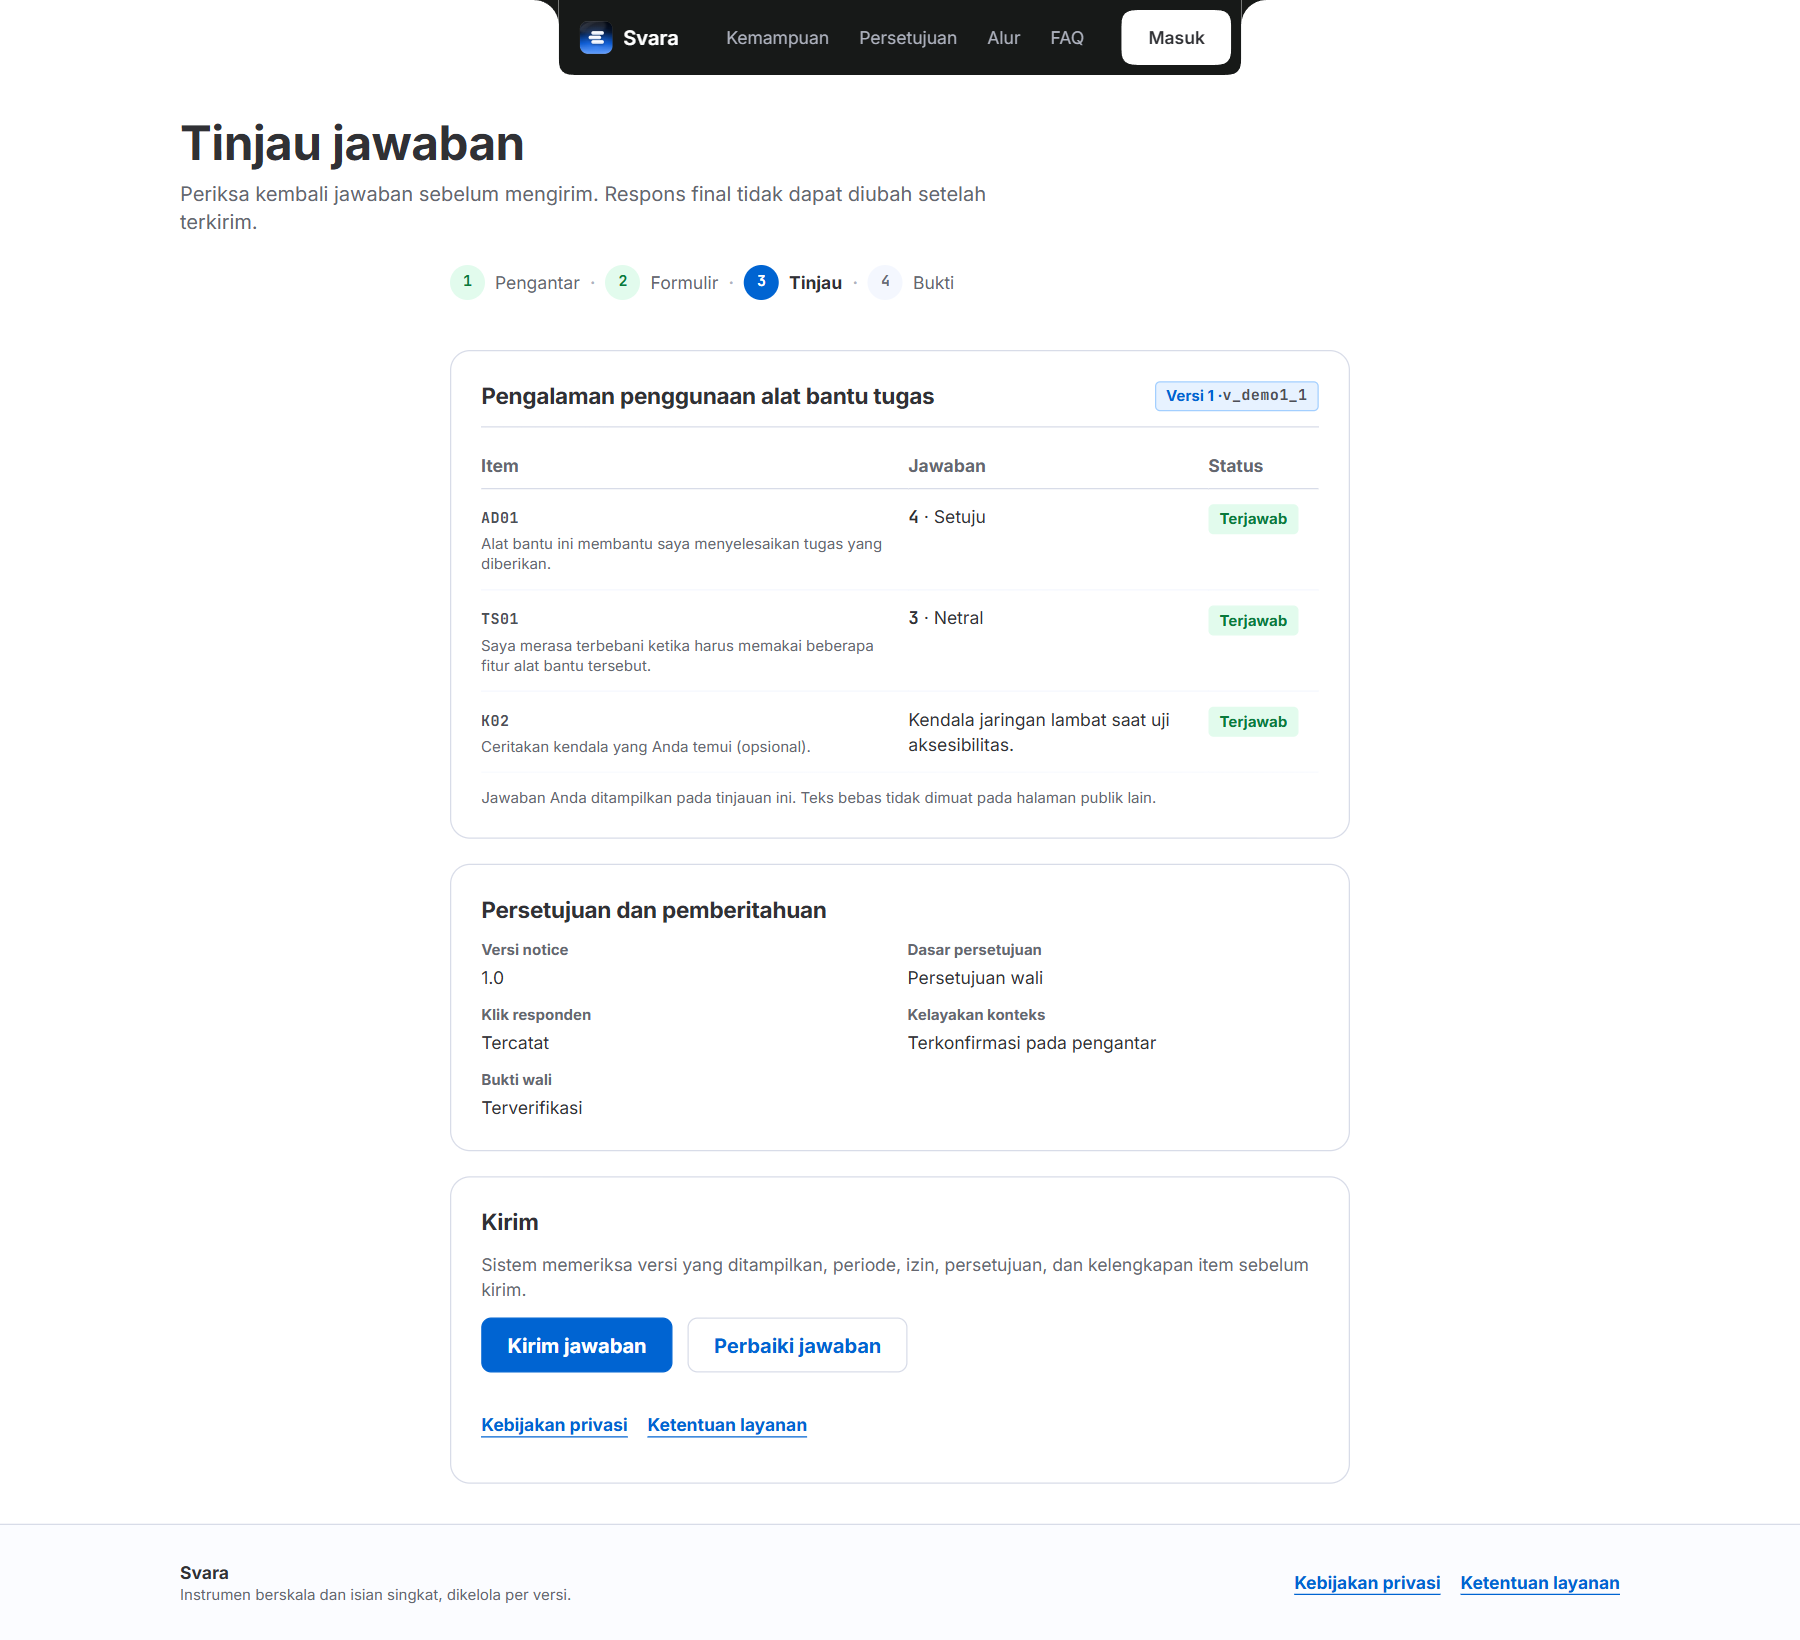 Svara
Kemampuan
Persetujuan
Alur
FAQ
Masuk
Tinjau jawaban
Periksa kembali jawaban sebelum mengirim. Respons final tidak dapat diubah setelah
terkirim.
1 Pengantar · 2 Formulir · 3 Tinjau · 4 Bukti
Pengalaman penggunaan alat bantu tugas
Versi 1 · v_demo1_1
Item Jawaban Status
AD01 4 · Setuju Terjawab
Alat bantu ini membantu saya menyelesaikan tugas yang
diberikan.
TS01 3 · Netral Terjawab
Saya merasa terbebani ketika harus memakai beberapa
fitur alat bantu tersebut.
K02 Kendala jaringan lambat saat uji Terjawab
aksesibilitas.
Ceritakan kendala yang Anda temui (opsional).
Jawaban Anda ditampilkan pada tinjauan ini. Teks bebas tidak dimuat pada halaman publik lain.
Persetujuan dan pemberitahuan
Versi notice
1.0
Dasar persetujuan
Persetujuan wali
Klik responden
Tercatat
Kelayakan konteks
Terkonfirmasi pada pengantar
Bukti wali
Terverifikasi
Kirim
Sistem memeriksa versi yang ditampilkan, periode, izin, persetujuan, dan kelengkapan item sebelum
kirim.
Kirim jawaban
Perbaiki jawaban
Kebijakan privasi
Ketentuan layanan
Svara
Instrumen berskala dan isian singkat, dikelola per versi.
Kebijakan privasi
Ketentuan layanan